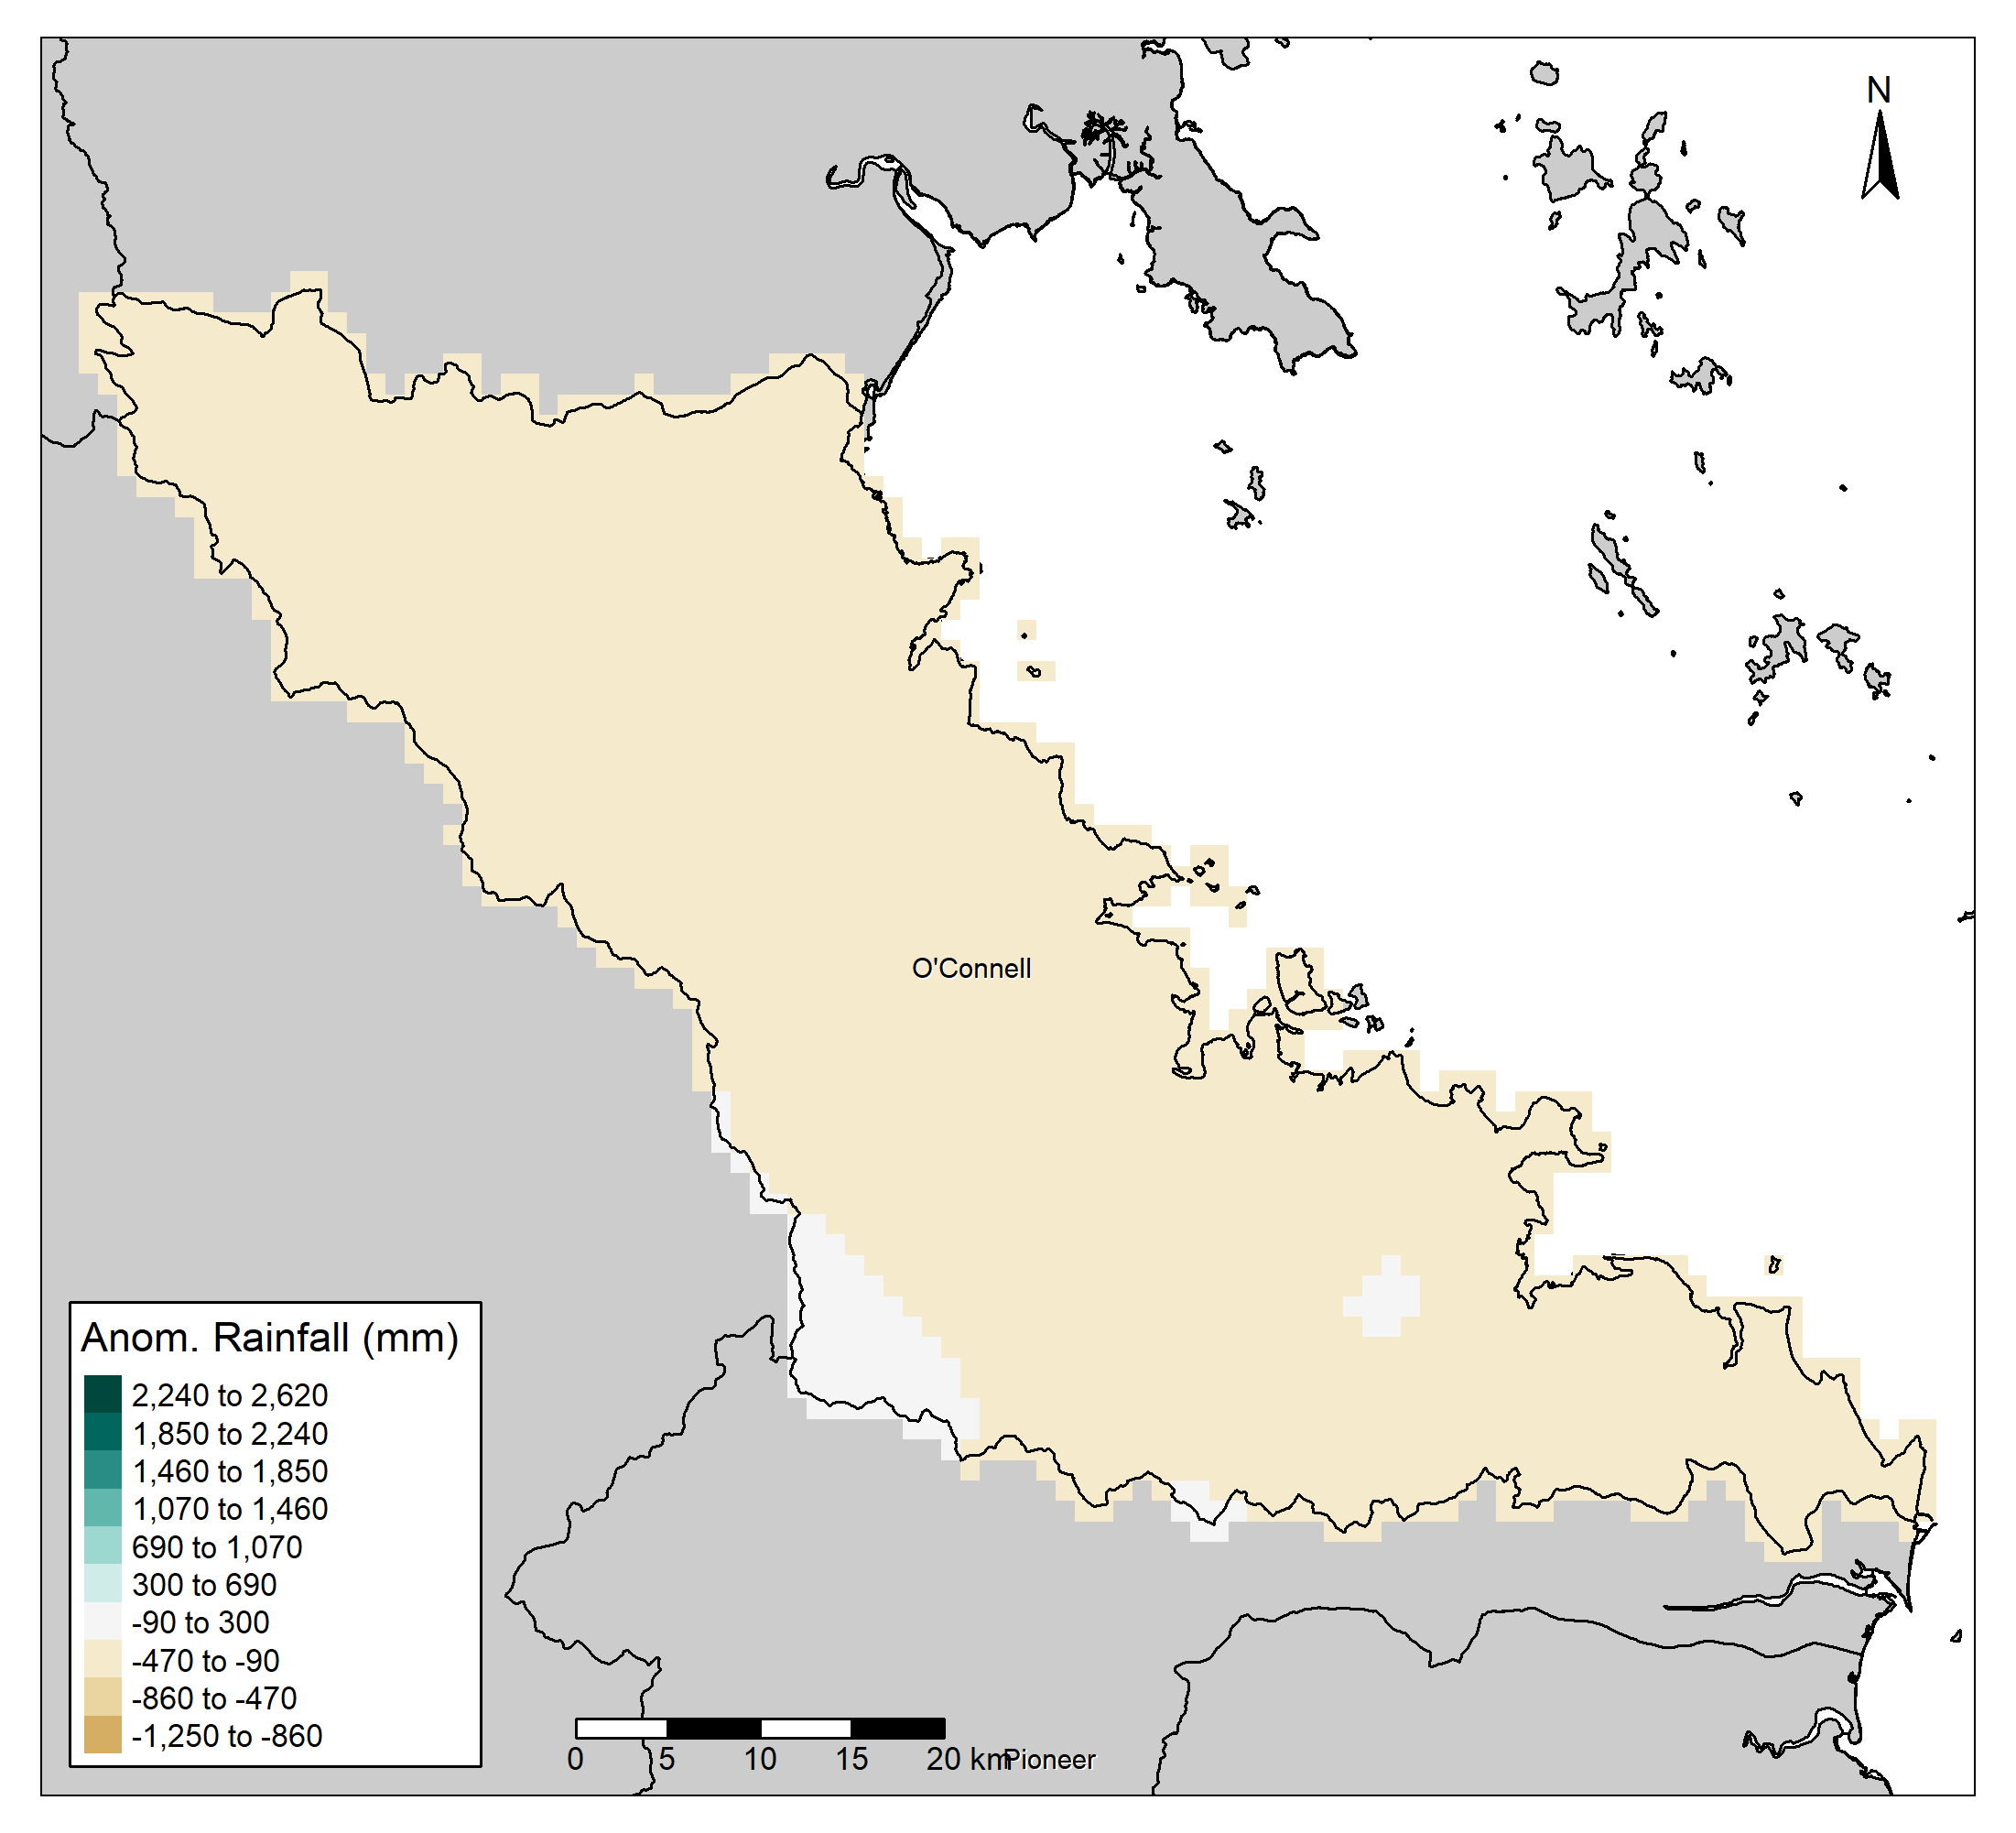 N
O'Connell
Anom. Rainfall (mm)
2,240 to 2,620
1,850 to 2,240
1,460 to 1,850
1,070 to 1,460
690 to 1,070
300 to 690
-90 to 300
-470 to -90
-860 to -470
-1,250 to -860
0 5 10 15 20 km
Pioneer